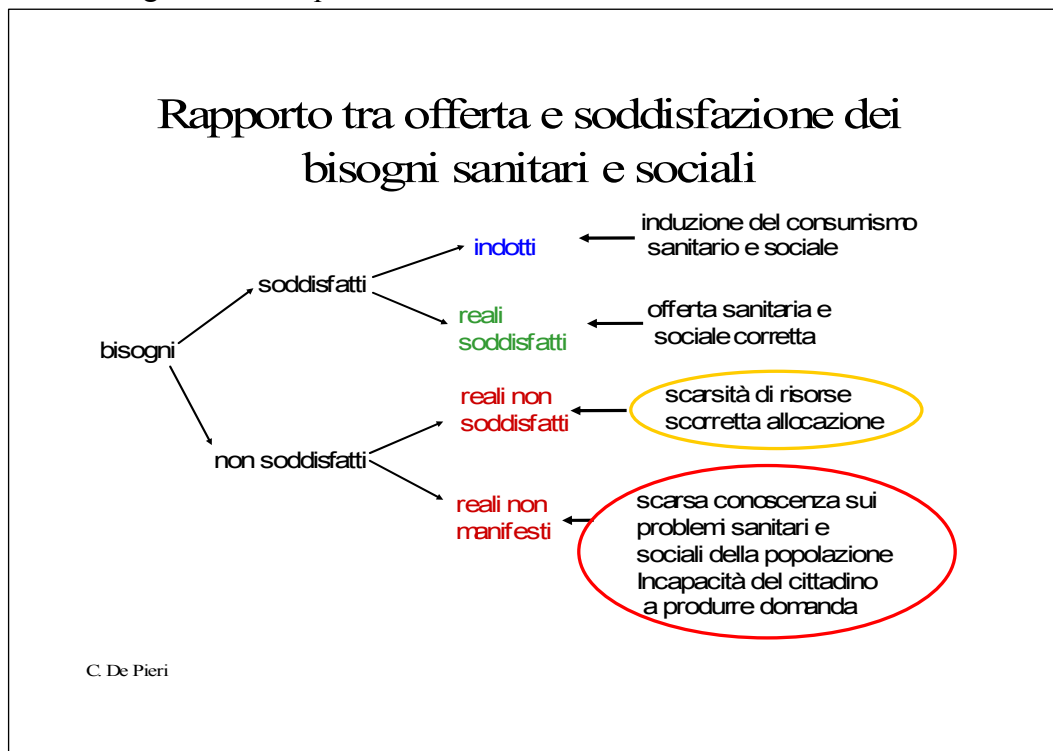 Rapporto tra offerta e soddisfazione dei
bisogni sanitari e sociali
bisogni
soddisfatti
non soddisfatti
indotti
induzione del consumismo
sanitario e sociale
reali
soddisfatti
offerta sanitaria e
sociale corretta
reali non
soddisfatti
scarsità di risorse
scorretta allocazione
reali non
manifesti
scarsa conoscenza sui
problemi sanitari e
sociali della popolazione
Incapacità del cittadino
a produrre domanda
C. De Pieri